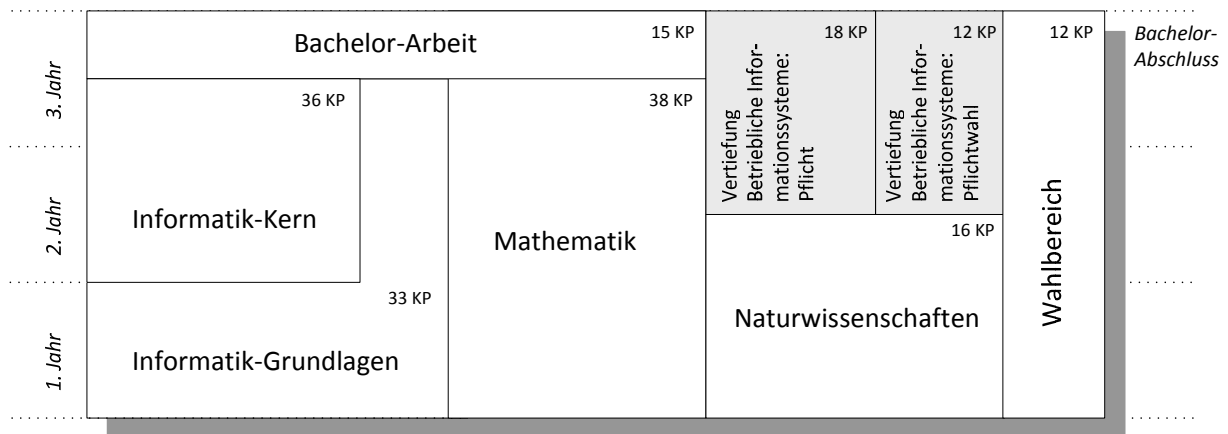 Bachelor-Arbeit
15 KP
18 KP
12 KP
12 KP
Bachelor-
Abschluss
3. Jahr
36 KP
38 KP
Vertiefung
Betriebliche Infor-
mationssysteme:
Pflicht
Vertiefung
Betriebliche Infor-
mationssysteme:
Pflichtwahl
2. Jahr
Informatik-Kern
Mathematik
16 KP
Wahlbereich
33 KP
Naturwissenschaften
1. Jahr
Informatik-Grundlagen